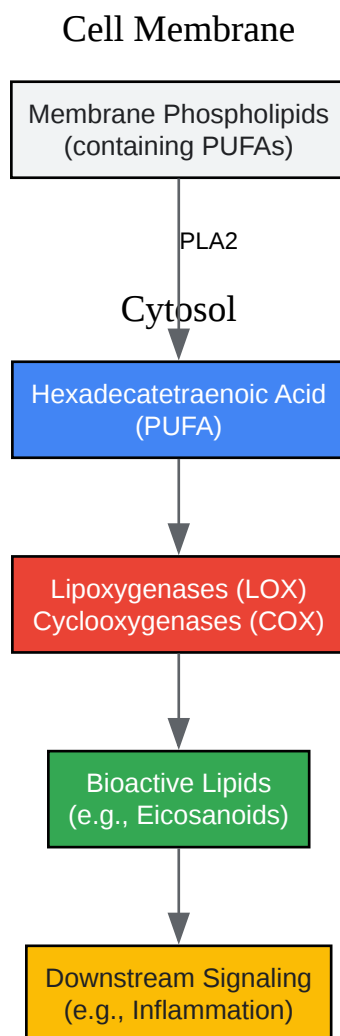 Cell Membrane
Membrane Phospholipids
(containing PUFAs)
PLA2
Cytosol
Hexadecatetraenoic Acid
(PUFA)
Lipoxygenases (LOX)
Cyclooxygenases (COX)
Bioactive Lipids
(e.g., Eicosanoids)
Downstream Signaling
(e.g., Inflammation)